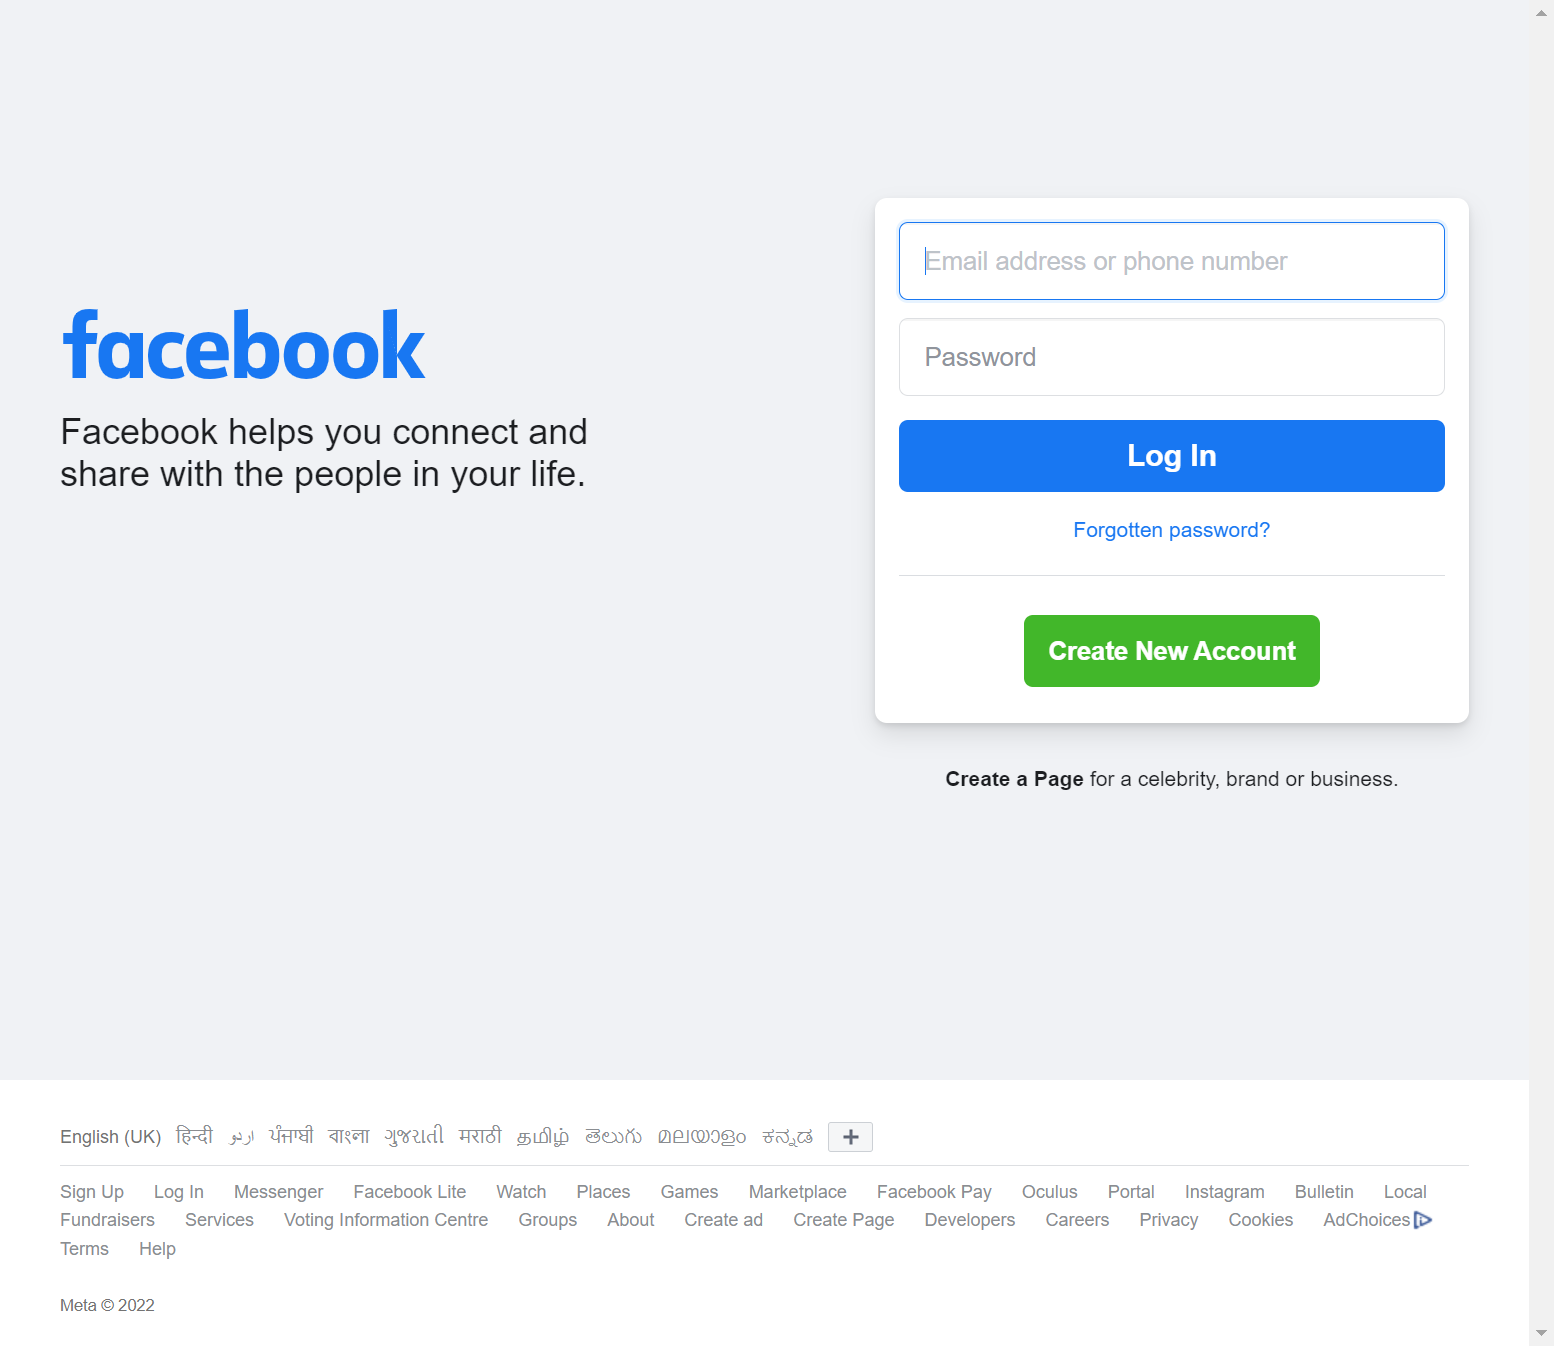 facebook
Facebook helps you connect and
share with the people in your life.
Email address or phone number
Password
Log In
Forgotten password?
Create New Account
Create a Page for a celebrity, brand or business.
English (UK) हिन्दी اردو ਪੰਜਾਬੀ বাংলা ગુજરાતી मराठी தமிழ் తెలుగు മലയാളം ಕನ್ನಡ +
Sign Up Log In Messenger Facebook Lite Watch Places Games Marketplace Facebook Pay Oculus Portal Instagram Bulletin Local
Fundraisers Services Voting Information Centre Groups About Create ad Create Page Developers Careers Privacy Cookies AdChoices
Terms Help
Meta © 2022